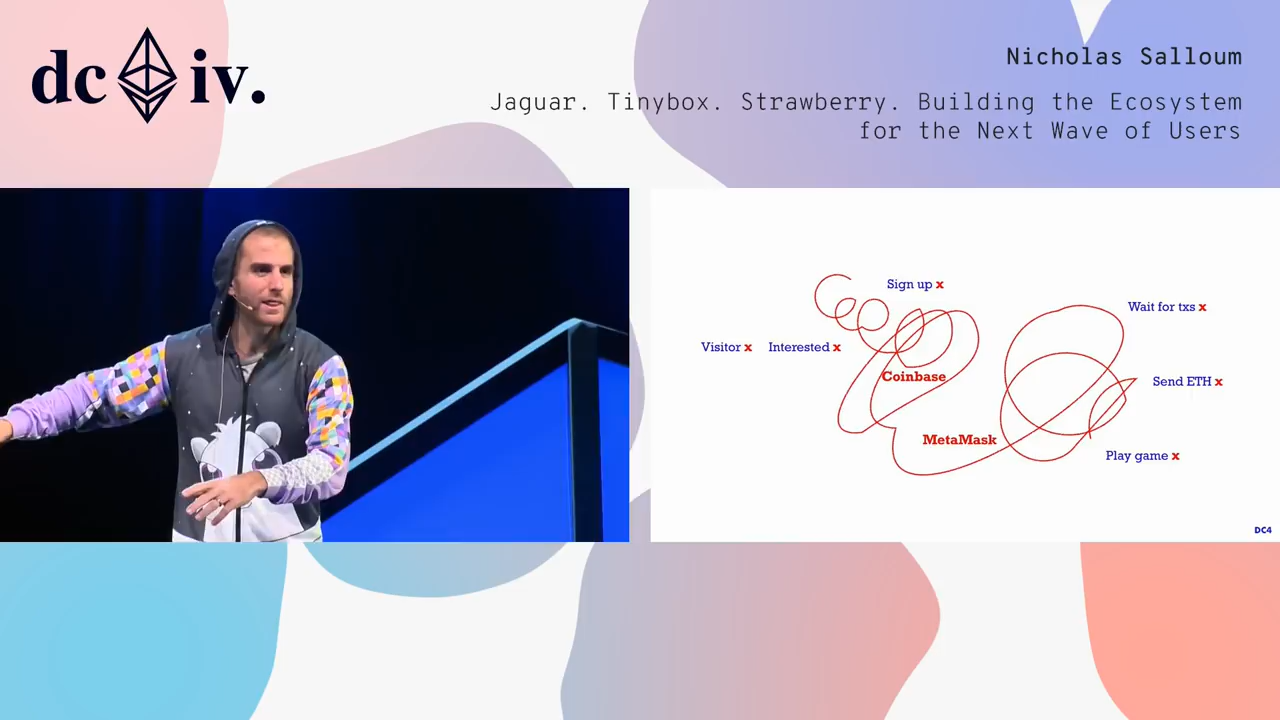 dc iv.
Nicholas Salloum
Jaguar. Tinybox. Strawberry. Building the Ecosystem
for the Next Wave of Users
Sign up x
Wait for txs x
Visitor x Interested x
Coinbase
Send ETH x
MetaMask
Play game x
DC4